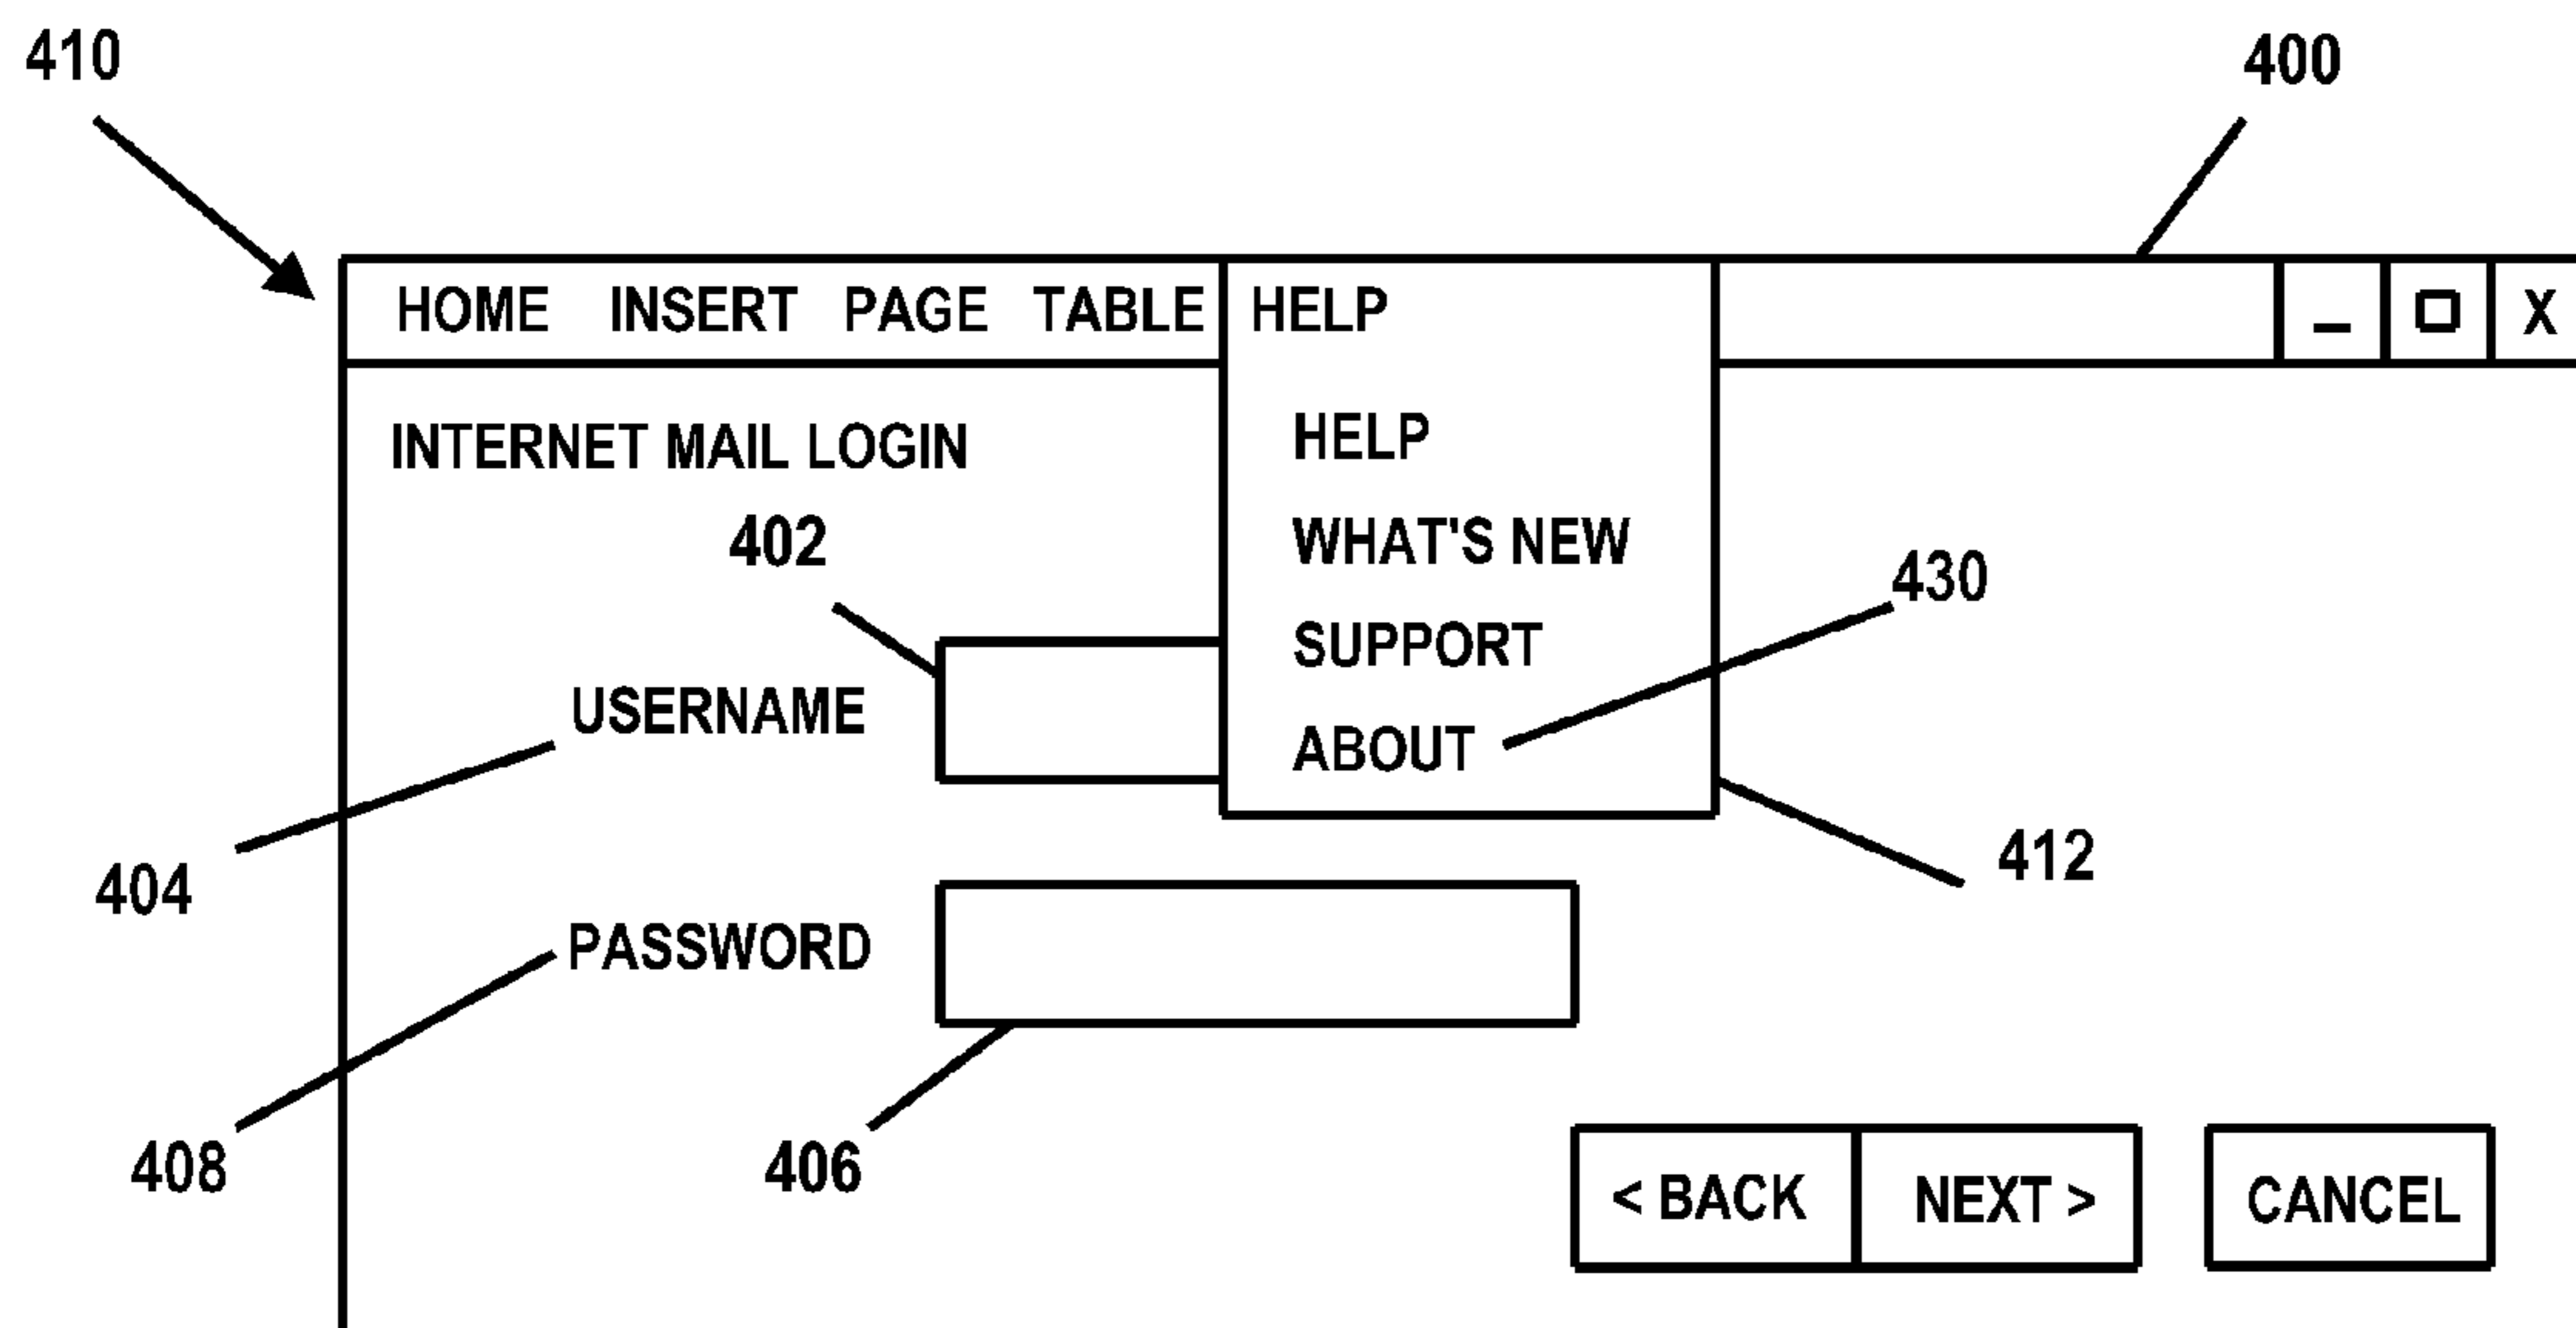 410
400
HOME INSERT PAGE TABLE HELP _ X
INTERNET MAIL LOGIN
HELP
WHAT'S NEW
SUPPORT
ABOUT
402
430
USERNAME
404
412
PASSWORD
408
406
< BACK NEXT > CANCEL